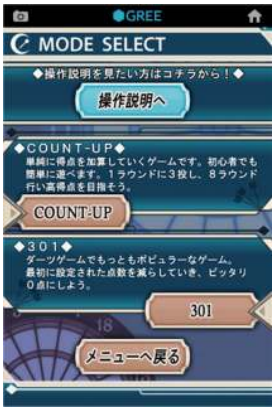 GREE
MODE SELECT
◆操作説明を見たい方はコチラから！◆
操作説明へ
◆COUNT-UP◆
単純に得点を加算していくゲームです。初心者でも
簡単に遊べます。1ラウンドに3投し、8ラウンド
行い高得点を目指そう。
COUNT-UP
◆301◆
ダーツゲームでもっともポピュラーなゲーム。
最初に設定された点数を減らしていき、ピッタリ
0点にしよう。
301
18
メニューへ戻る